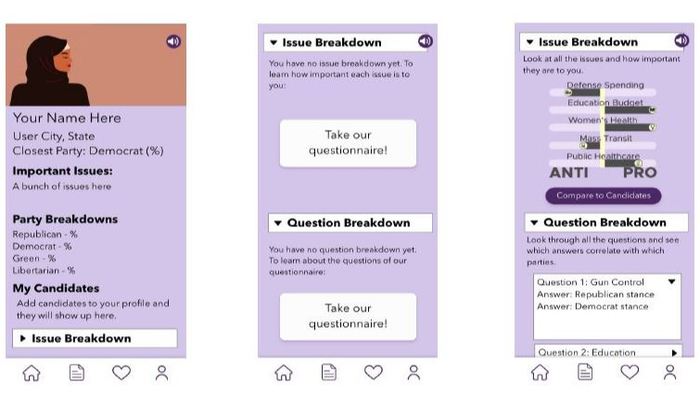 Your Name Here
User City, State
Closest Party: Democrat (%)
Important Issues:
A bunch of issues here
Party Breakdowns
Republican - %
Democrat - %
Green - %
Libertarian - %
My Candidates
Add candidates to your profile and
they will show up here.
Issue Breakdown
Issue Breakdown
You have no issue breakdown yet. To
learn how important each issue is to
you:
Take our
questionnaire!
Question Breakdown
You have no question breakdown yet.
To learn about the questions of our
questionnaire:
Take our
questionnaire!
Issue Breakdown
Look at all the issues and how important
they are to you.
Defense Spending
Education Budget
Women's Health
Mass Transit
Public Healthcare
ANTI PRO
Compare to Candidates
Question Breakdown
Look through all the questions and see
which answers correlate with which
parties.
Question 1: Gun Control
Answer: Republican stance
Answer: Democrat stance
Question 2: Education